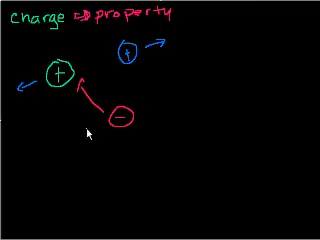 charge ⇒ property
+
+
−